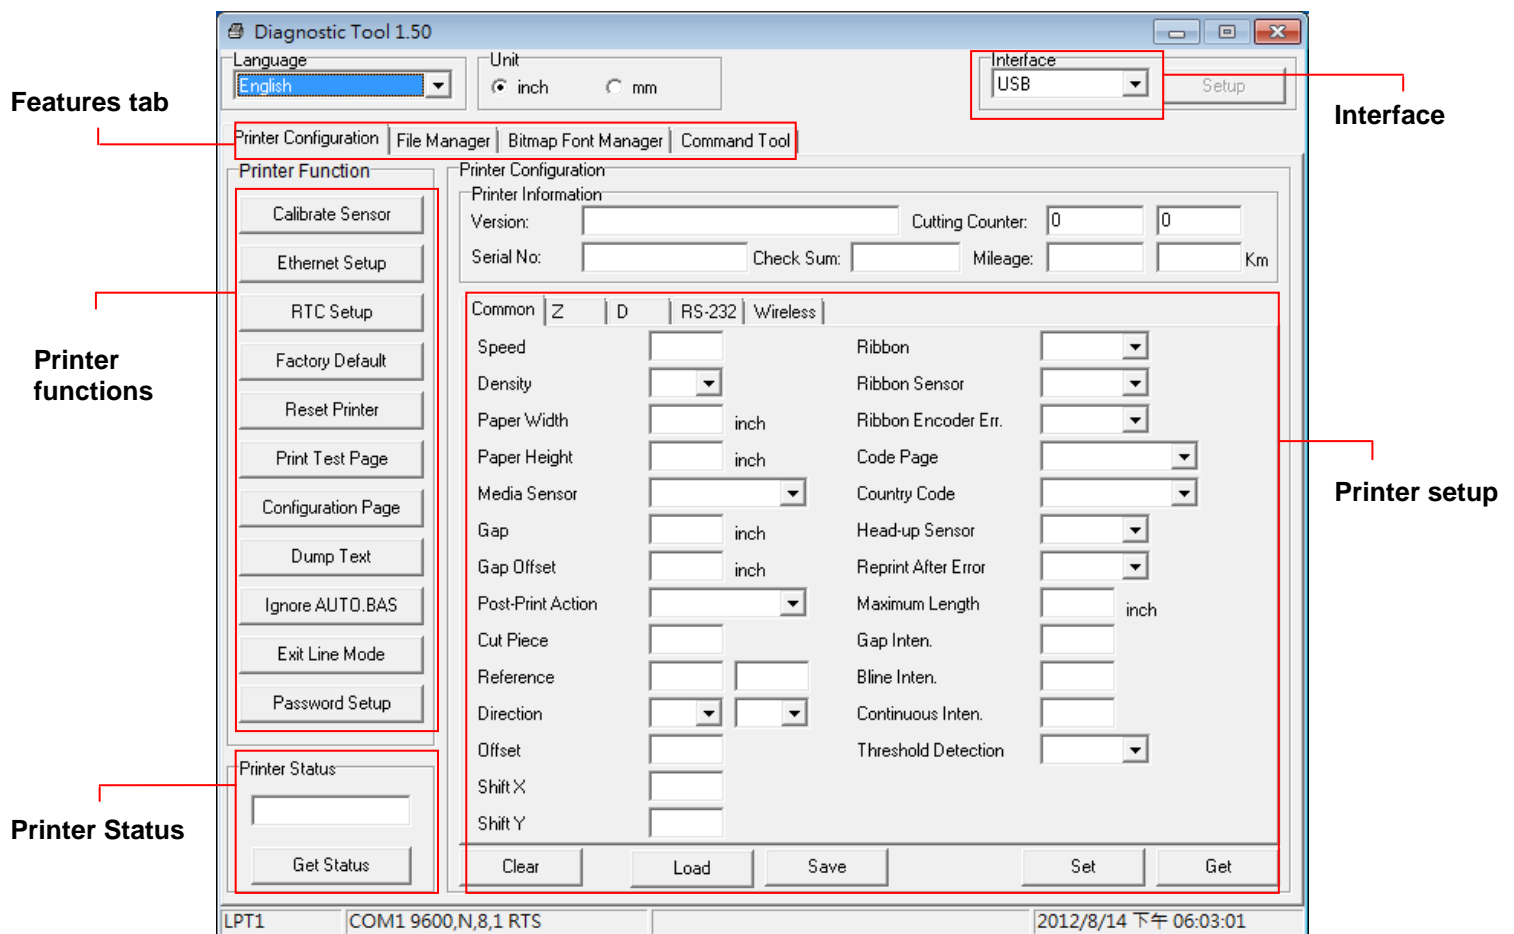 Diagnostic Tool 1.50
Language
English
Unit
inch
mm
Interface
USB
Setup
Features tab
Interface
Printer Configuration
File Manager
Bitmap Font Manager
Command Tool
Printer Function
Calibrate Sensor
Ethernet Setup
RTC Setup
Factory Default
Reset Printer
Print Test Page
Configuration Page
Dump Text
Ignore AUTO.BAS
Exit Line Mode
Password Setup
Printer
functions
Printer Status
Get Status
Printer Status
Printer Configuration
Printer Information
Version:
Cutting Counter: 0 0
Serial No:
Check Sum:
Mileage:
Km
Common
Z
D
RS-232
Wireless
Speed
Density
Paper Width inch
Paper Height inch
Media Sensor
Gap inch
Gap Offset inch
Post-Print Action
Cut Piece
Reference
Direction
Offset
Shift X
Shift Y
Ribbon
Ribbon Sensor
Ribbon Encoder Err.
Code Page
Country Code
Head-up Sensor
Reprint After Error
Maximum Length inch
Gap Inten.
Bline Inten.
Continuous Inten.
Threshold Detection
Printer setup
Clear
Load
Save
Set
Get
LPT1
COM1 9600,N,8,1 RTS
2012/8/14 下午 06:03:01